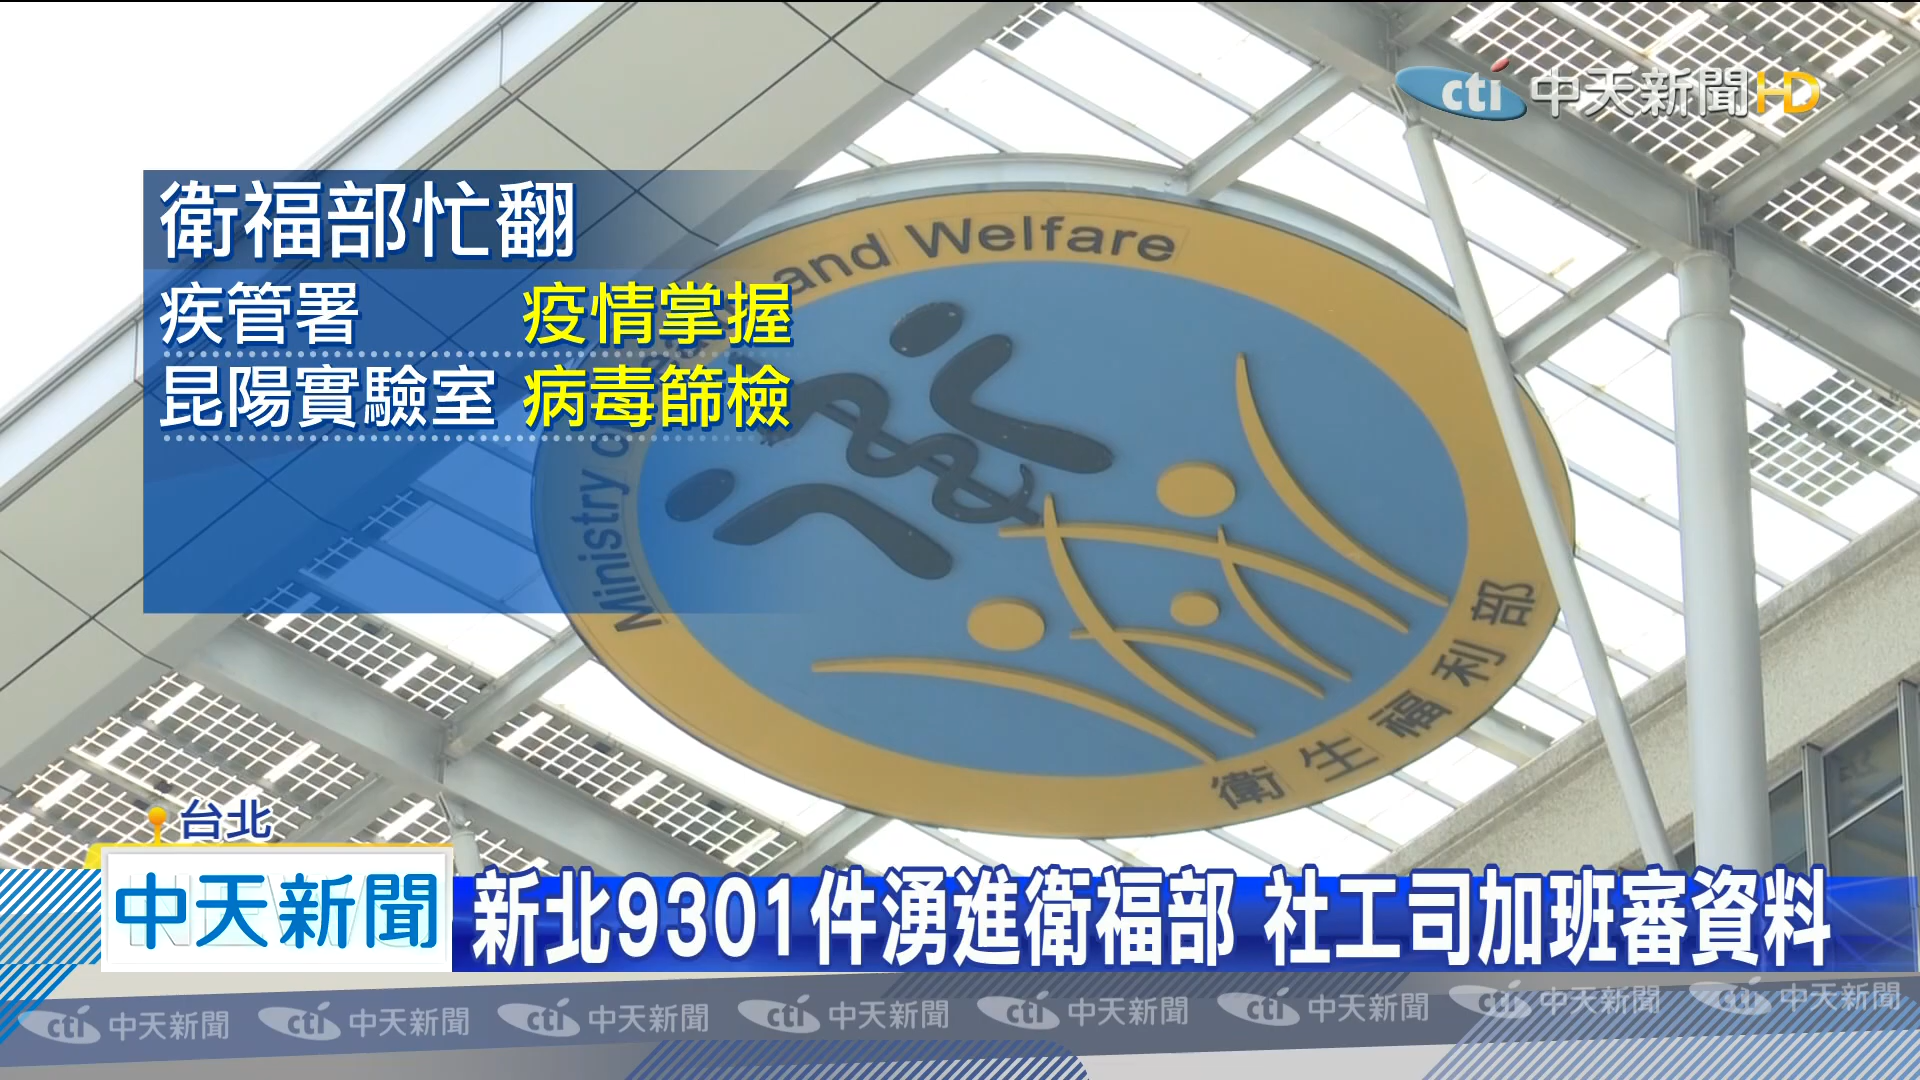 cti 中天新聞HD
衛福部忙翻
疾管署 疫情掌握
昆陽實驗室 病毒篩檢
Ministry of and Welfare
衛生福利部
台北
中天新聞
新北9301件湧進衛福部 社工司加班審資料
cti 中天新聞 cti 中天新聞 cti 中天新聞 cti 中天新聞 cti 中天新聞 cti 中天新聞 cti 中天新聞 cti 中天新聞